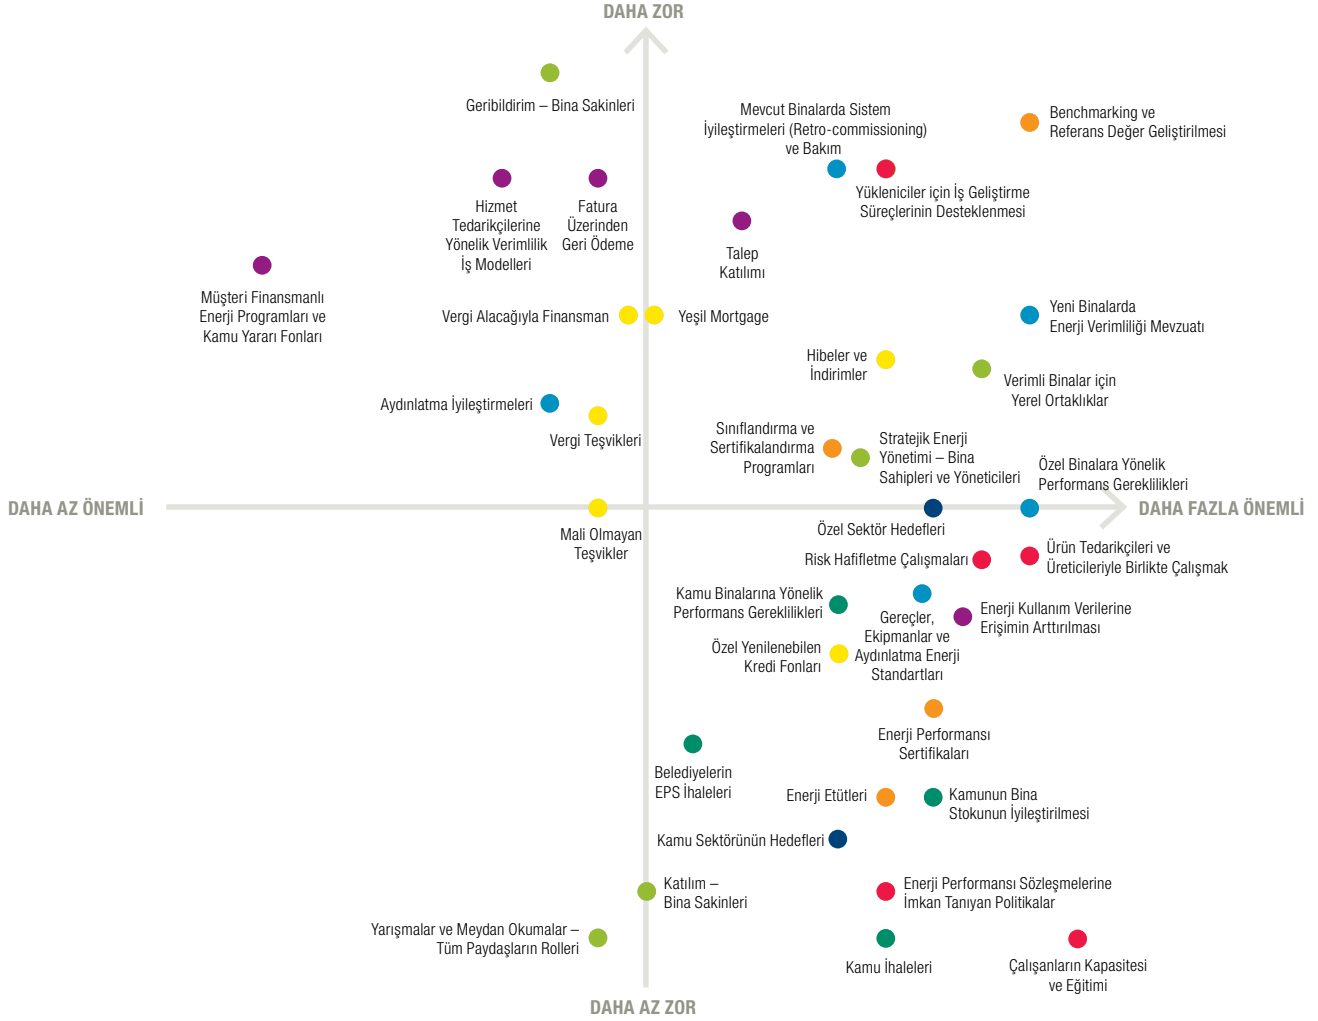 DAHA ZOR
Geribildirim – Bina Sakinleri
Mevcut Binalarda Sistem
İyileştirmeleri (Retro-commissioning)
ve Bakım
Benchmarking ve
Referans Değer Geliştirilmesi
Yükleniciler için İş Geliştirme
Süreçlerinin Desteklenmesi
Hizmet
Tedarikçilerine
Yönelik Verimlilik
İş Modelleri
Fatura
Üzerinden
Geri Ödeme
Talep
Katılımı
Müşteri Finansmanlı
Enerji Programları ve
Kamu Yararı Fonları
Vergi Alacağıyla Finansman
Yeşil Mortgage
Yeni Binalarda
Enerji Verimliliği Mevzuatı
Hibeler ve
İndirimler
Verimli Binalar için
Yerel Ortaklıklar
Aydınlatma İyileştirmeleri
Vergi Teşvikleri
Sınıflandırma ve
Sertifikalandırma
Programları
Stratejik Enerji
Yönetimi – Bina
Sahipleri ve Yöneticileri
Özel Binalara Yönelik
Performans Gereklilikleri
DAHA AZ ÖNEMLİ
DAHA FAZLA ÖNEMLİ
Mali Olmayan
Teşvikler
Özel Sektör Hedefleri
Risk Hafifletme Çalışmaları
Ürün Tedarikçileri ve
Üreticileriyle Birlikte Çalışmak
Kamu Binalarına Yönelik
Performans Gereklilikleri
Gereçler,
Ekipmanlar ve
Aydınlatma Enerji
Standartları
Enerji Kullanım Verilerine
Erişimin Arttırılması
Özel Yenilenebilen
Kredi Fonları
Enerji Performansı
Sertifikaları
Belediyelerin
EPS İhaleleri
Enerji Etütleri
Kamunun Bina
Stokunun İyileştirilmesi
Kamu Sektörünün Hedefleri
Katılım –
Bina Sakinleri
Enerji Performansı Sözleşmelerine
İmkan Tanıyan Politikalar
Yarışmalar ve Meydan Okumalar –
Tüm Paydaşların Rolleri
Kamu İhaleleri
Çalışanların Kapasitesi
ve Eğitimi
DAHA AZ ZOR